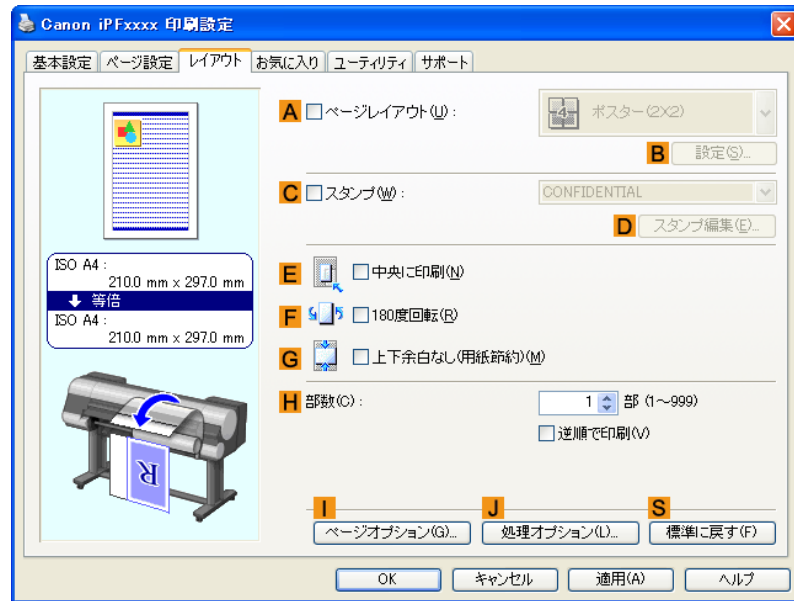 Canon iPFxxxx 印刷設定
基本設定 ページ設定 レイアウト お気に入り ユーティリティ サポート
A ページレイアウト(U) : 4 ポスター(2X2)
B 設定(S)...
C スタンプ(W) : CONFIDENTIAL
D スタンプ編集(E)...
ISO A4 :
210.0 mm x 297.0 mm
等倍
ISO A4 :
210.0 mm x 297.0 mm
E 中央に印刷(N)
F 180度回転(R)
G 上下余白なし(用紙節約)(M)
H 部数(C) : 1 部 (1～999)
逆順で印刷(V)
R
I J S
ページオプション(G)... 処理オプション(L)... 標準に戻す(F)
OK キャンセル 適用(A) ヘルプ